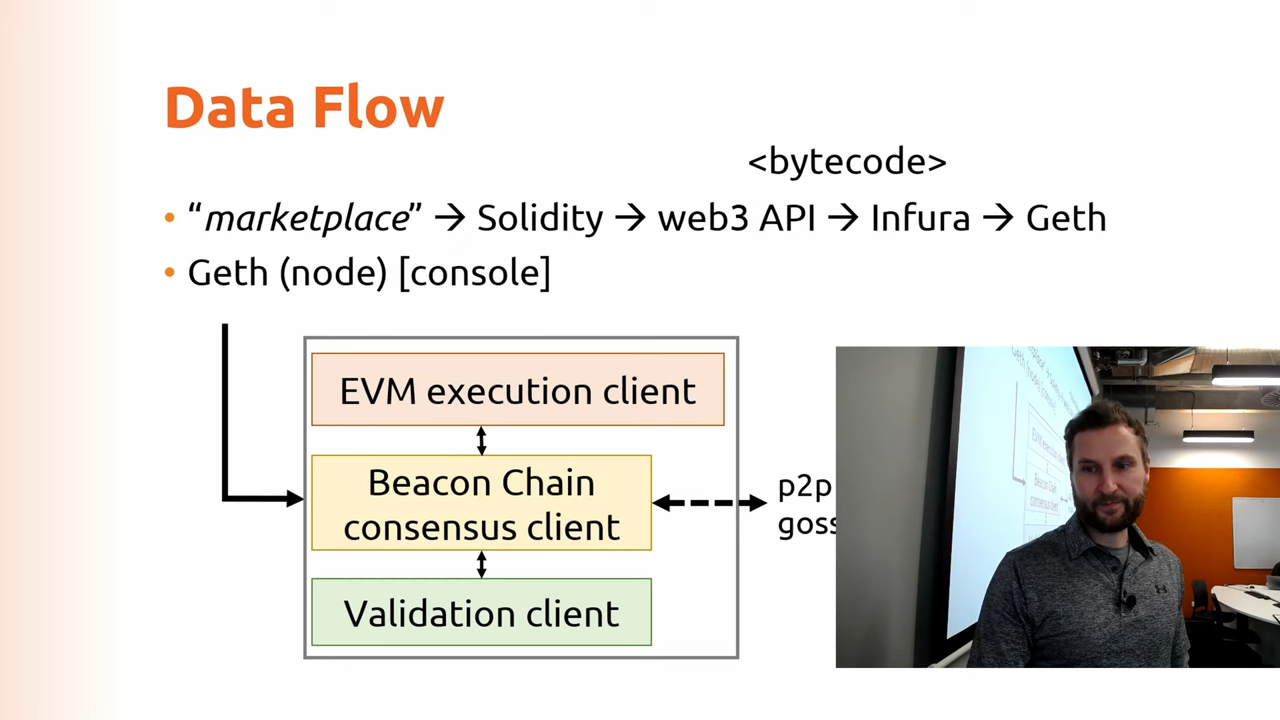 Data Flow
<bytecode>
• “marketplace” → Solidity → web3 API → Infura → Geth
• Geth (node) [console]
EVM execution client
Beacon Chain
consensus client
p2p
Validation client